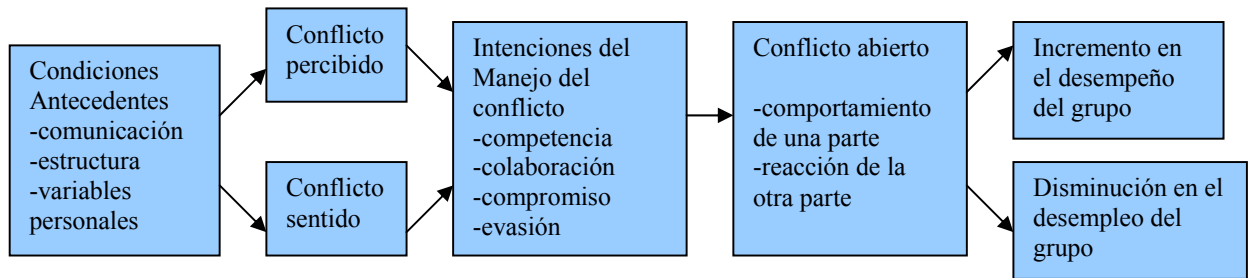 Condiciones
Antecedentes
-comunicación
-estructura
-variables
personales
Conflicto
percibido
Conflicto
sentido
Intenciones del
Manejo del
conflicto
-competencia
-colaboración
-compromiso
-evasión
Conflicto abierto
-comportamiento
de una parte
-reacción de la
otra parte
Incremento en
el desempeño
del grupo
Disminución en el
desempleo del
grupo